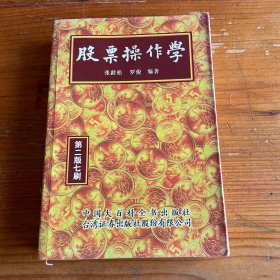 股票操作學
张龄松 罗俊 编著
第二版七刷
中国大百科全书出版社
台湾证券出版社股份有限公司